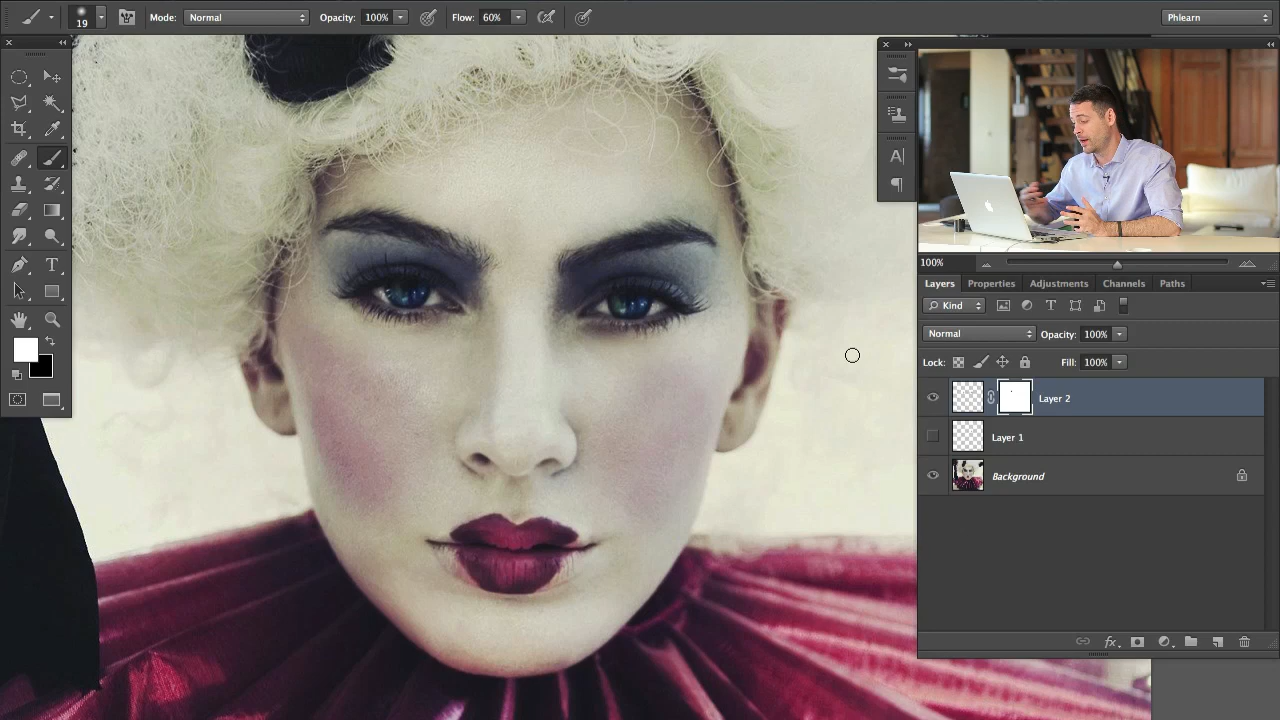 19 Mode: Normal Opacity: 100% Flow: 60% Phlearn
A
T
100%
Layers Properties Adjustments Channels Paths
Kind T
Normal Opacity: 100%
Lock: Fill: 100%
Layer 2
Layer 1
Background
fx